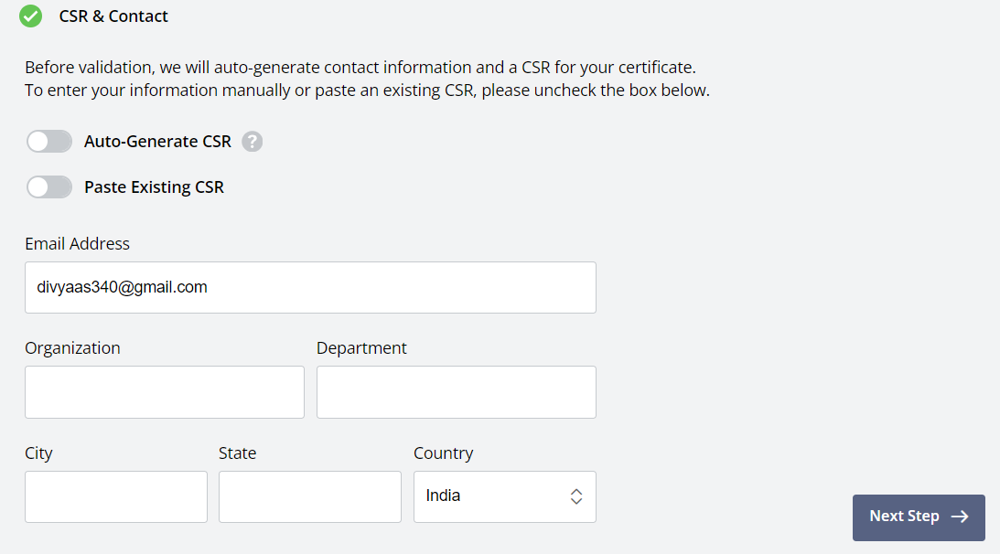 CSR & Contact
Before validation, we will auto-generate contact information and a CSR for your certificate.
To enter your information manually or paste an existing CSR, please uncheck the box below.
Auto-Generate CSR ?
Paste Existing CSR
Email Address
divyaas340@gmail.com
Organization Department
City State Country
India
Next Step →